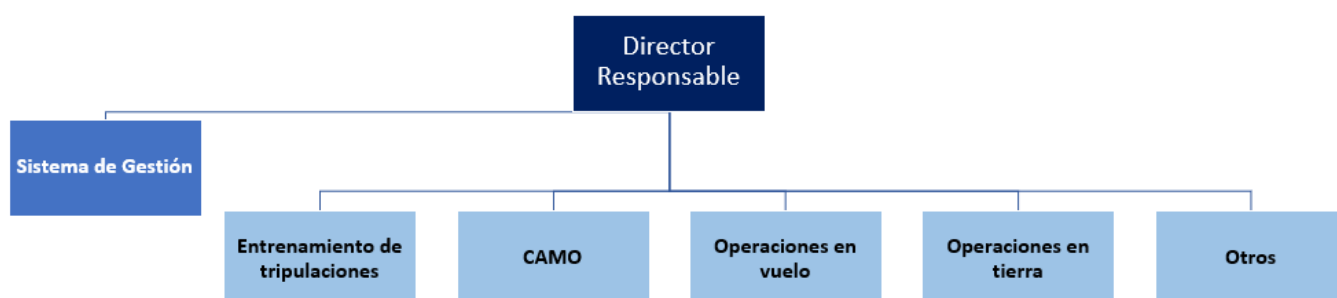 Director
Responsable
Sistema de Gestión
Entrenamiento de
tripulaciones
CAMO
Operaciones en
vuelo
Operaciones en
tierra
Otros